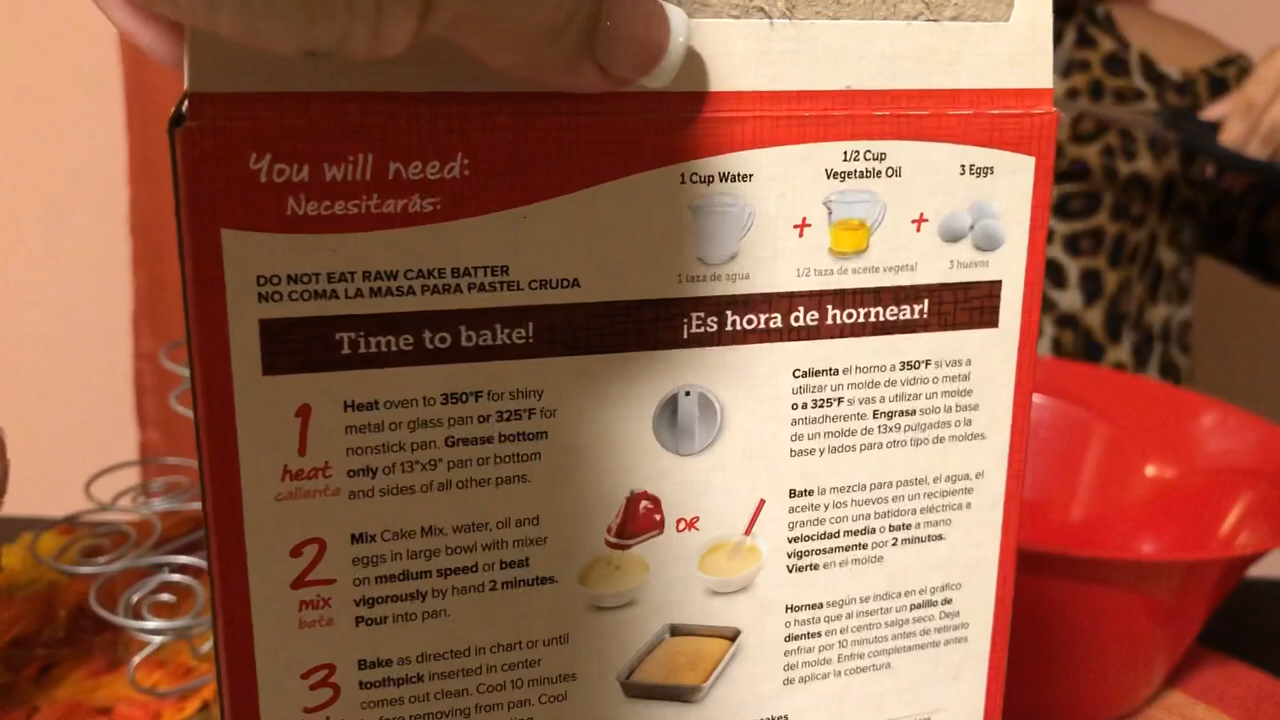 You will need:
Necesitarás:
1 Cup Water
1/2 Cup
Vegetable Oil
3 Eggs
+
+
1 taza de agua
1/2 taza de aceite vegetal
3 huevos
DO NOT EAT RAW CAKE BATTER
NO COMA LA MASA PARA PASTEL CRUDA
Time to bake!
¡Es hora de hornear!
1
heat
calienta
Heat oven to 350°F for shiny
metal or glass pan or 325°F for
nonstick pan. Grease bottom
only of 13"x9" pan or bottom
and sides of all other pans.
Calienta el horno a 350°F si vas a
utilizar un molde de vidrio o metal
o a 325°F si vas a utilizar un molde
antiadherente. Engrasa solo la base
de un molde de 13x9 pulgadas o la
base y lados para otro tipo de moldes.
2
mix
bate
Mix Cake Mix, water, oil and
eggs in large bowl with mixer
on medium speed or beat
vigorously by hand 2 minutes.
Pour into pan.
OR
Bate la mezcla para pastel, el agua, el
aceite y los huevos en un recipiente
grande con una batidora eléctrica a
velocidad media o bate a mano
vigorosamente por 2 minutos.
Vierte en el molde
3
Bake as directed in chart or until
toothpick inserted in center
comes out clean. Cool 10 minutes
before removing from pan. Cool
Hornea según se indica en el gráfico
o hasta que al insertar un palillo de
dientes en el centro salga seco. Deja
enfriar por 10 minutos antes de retirarlo
del molde. Enfríe completamente antes
de aplicar la cobertura.